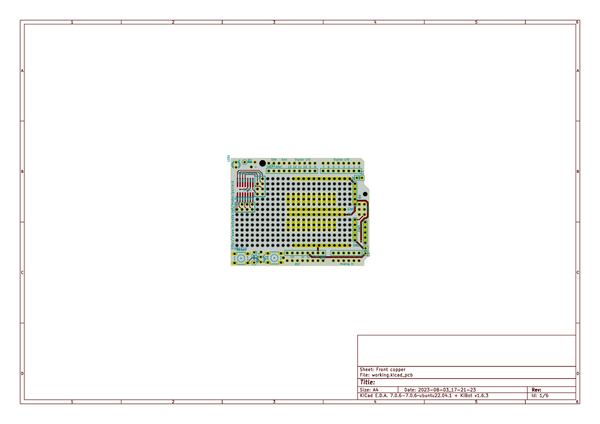 1 2 3 4 5 6
A A
B B
C C
Sheet: Front copper
File: working.kicad_pcb
Title:
D D
Size: A4 Date: 2023-08-03_17-21-23 Rev:
KiCad E.D.A. 7.0.6-7.0.6~ubuntu22.04.1 + KiBot v1.6.3 Id: 1/6
1 2 3 4 5 6